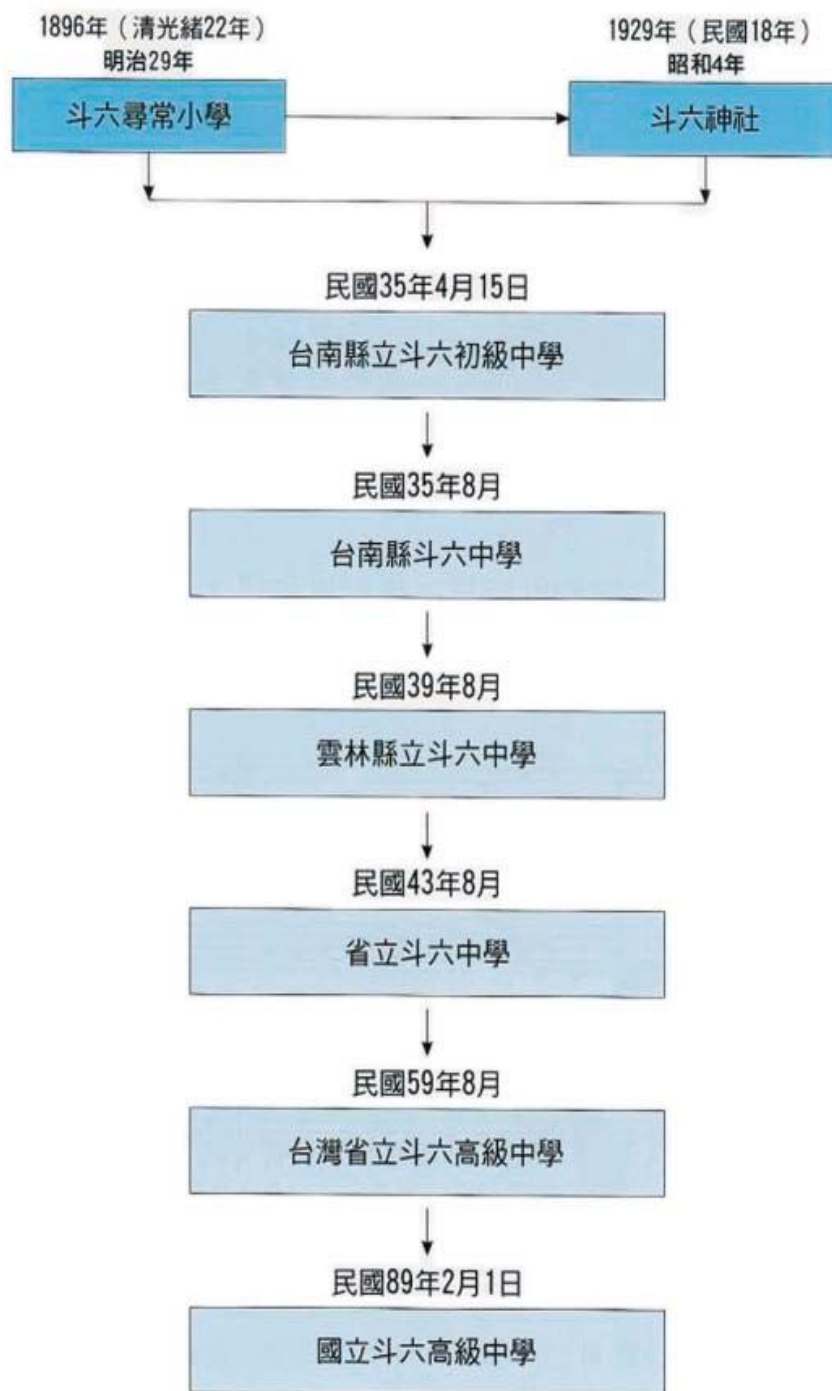 1896年（清光緒22年）
明治29年
斗六尋常小學
1929年（民國18年）
昭和4年
斗六神社
民國35年4月15日
台南縣立斗六初級中學
民國35年8月
台南縣斗六中學
民國39年8月
雲林縣立斗六中學
民國43年8月
省立斗六中學
民國59年8月
台灣省立斗六高級中學
民國89年2月1日
國立斗六高級中學